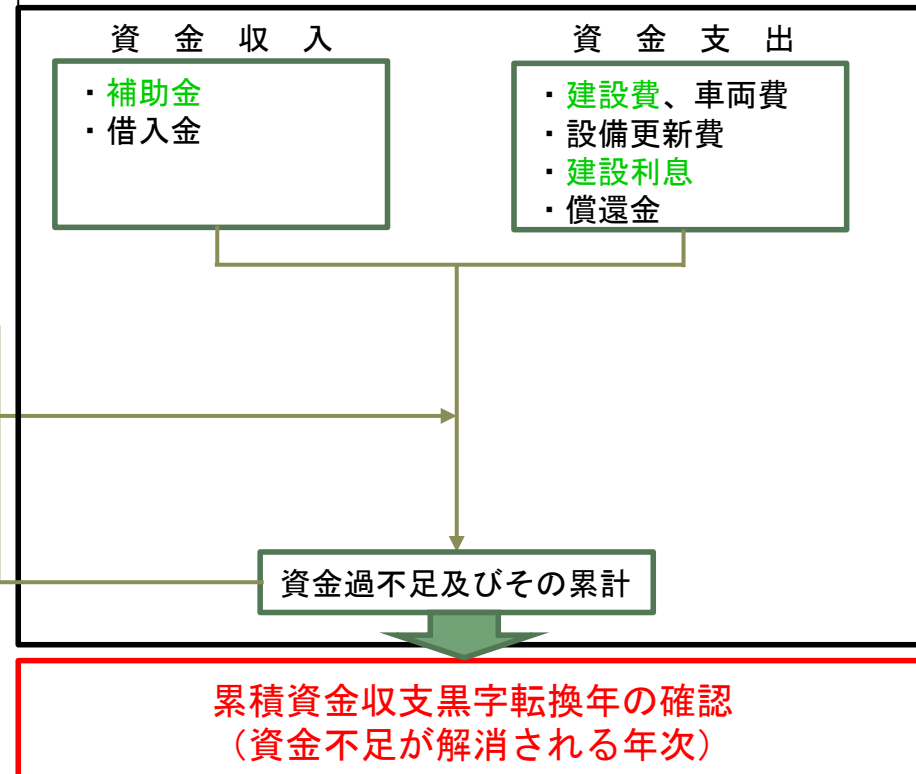 資金収入
・補助金
・借入金
資金支出
・建設費、車両費
・設備更新費
・建設利息
・償還金
資金過不足及びその累計
累積資金収支黒字転換年の確認
（資金不足が解消される年次）